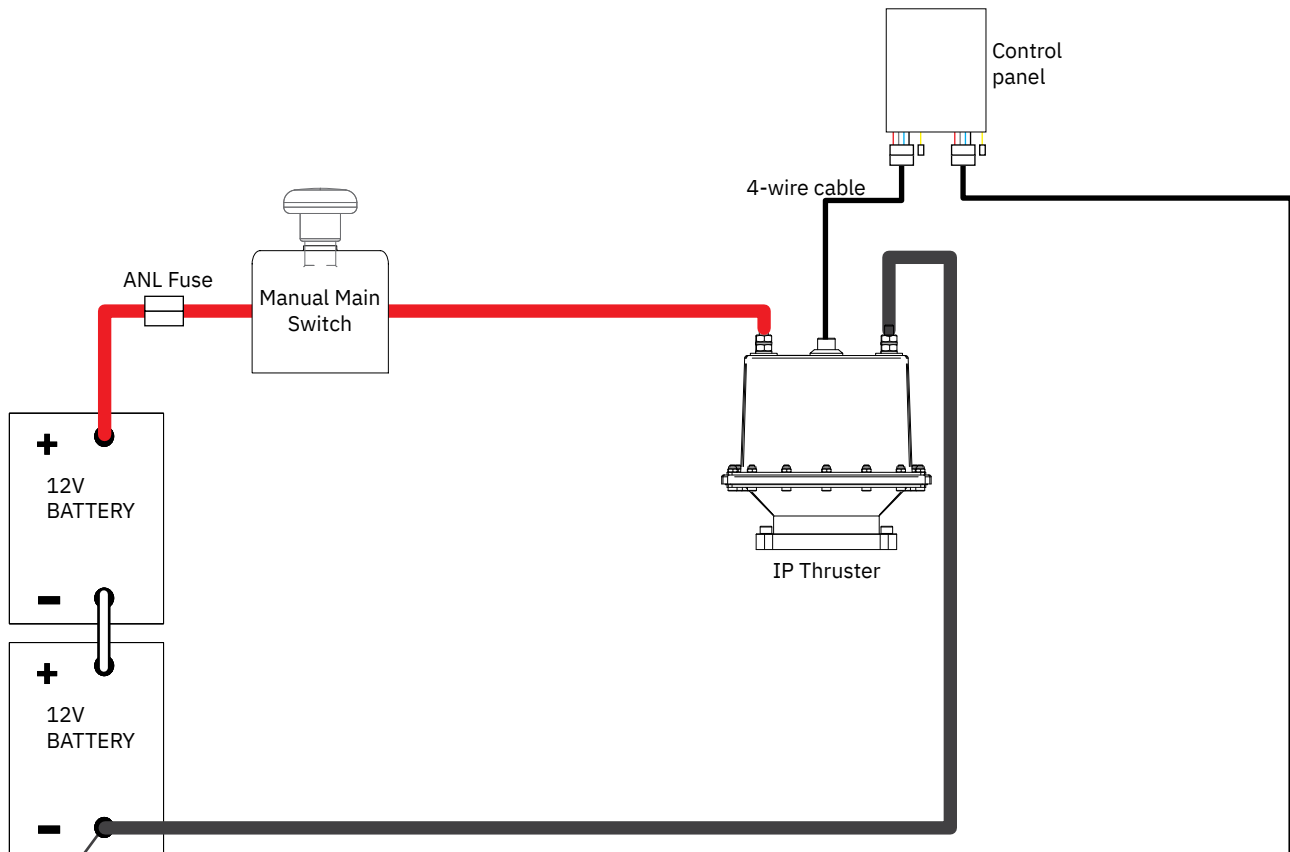 Control
panel
4-wire cable
ANL Fuse
Manual Main
Switch
+
12V
BATTERY
-
IP Thruster
+
12V
BATTERY
-